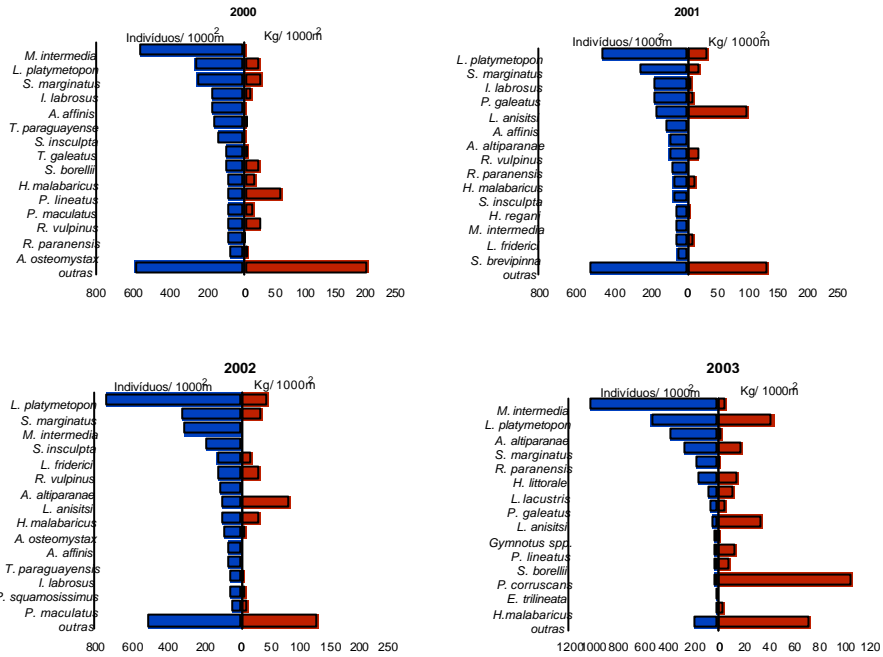 2000
Indivíduos/ 1000m2
Kg/ 1000m2
M. intermedia
L. platymetopon
S. marginatus
I. labrosus
A. affinis
T. paraguayense
S. insculpta
T. galeatus
S. borellii
H. malabaricus
P. lineatus
P. maculatus
R. vulpinus
R. paranensis
A. osteomystax
outras
800 600 400 200 0 50 100 150 200 250
2001
Indivíduos/ 1000m2
Kg/ 1000m2
L. platymetopon
S. marginatus
I. labrosus
P. galeatus
L. anisitsi
A. affinis
A. altiparanae
R. vulpinus
R. paranensis
H. malabaricus
S. insculpta
H. regani
M. intermedia
L. friderici
S. brevipinna
outras
800 600 400 200 0 50 100 150 200 250
2002
Indivíduos/ 1000m2
Kg/ 1000m2
L. platymetopon
S. marginatus
M. intermedia
S. insculpta
L. friderici
R. vulpinus
A. altiparanae
L. anisitsi
H. malabaricus
A. osteomystax
A. affinis
T. paraguayensis
I. labrosus
P. squamosissimus
P. maculatus
outras
800 600 400 200 0 50 100 150 200 250
2003
Indivíduos/ 1000m2
Kg/ 1000m2
M. intermedia
L. platymetopon
A. altiparanae
S. marginatus
R. paranensis
H. littorale
L. lacustris
P. galeatus
L. anisitsi
Gymnotus spp.
P. lineatus
S. borellii
P. corruscans
E. trilineata
H.malabaricus
outras
1200 1000 800 600 400 200 0 20 40 60 80 100 120